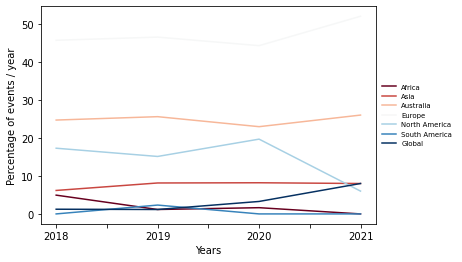 Percentage of events / year
50
40
30
20
10
0
2018
2019
2020
2021
Years
Africa
Asia
Australia
Europe
North America
South America
Global